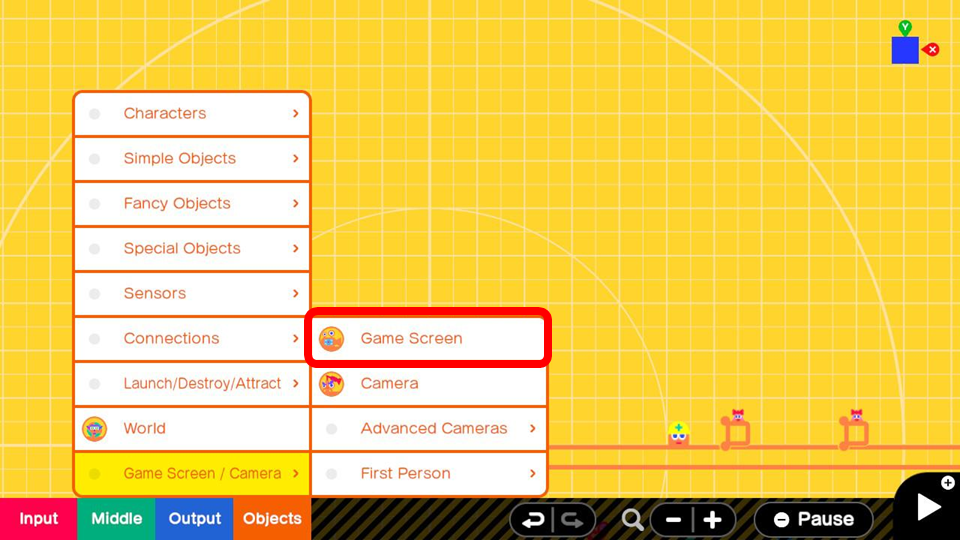 Y
X
Characters
Simple Objects
Fancy Objects
Special Objects
Sensors
Connections
Game Screen
Launch/Destroy/Attract
Camera
World
Advanced Cameras
Game Screen / Camera
First Person
Input
Middle
Output
Objects
Pause